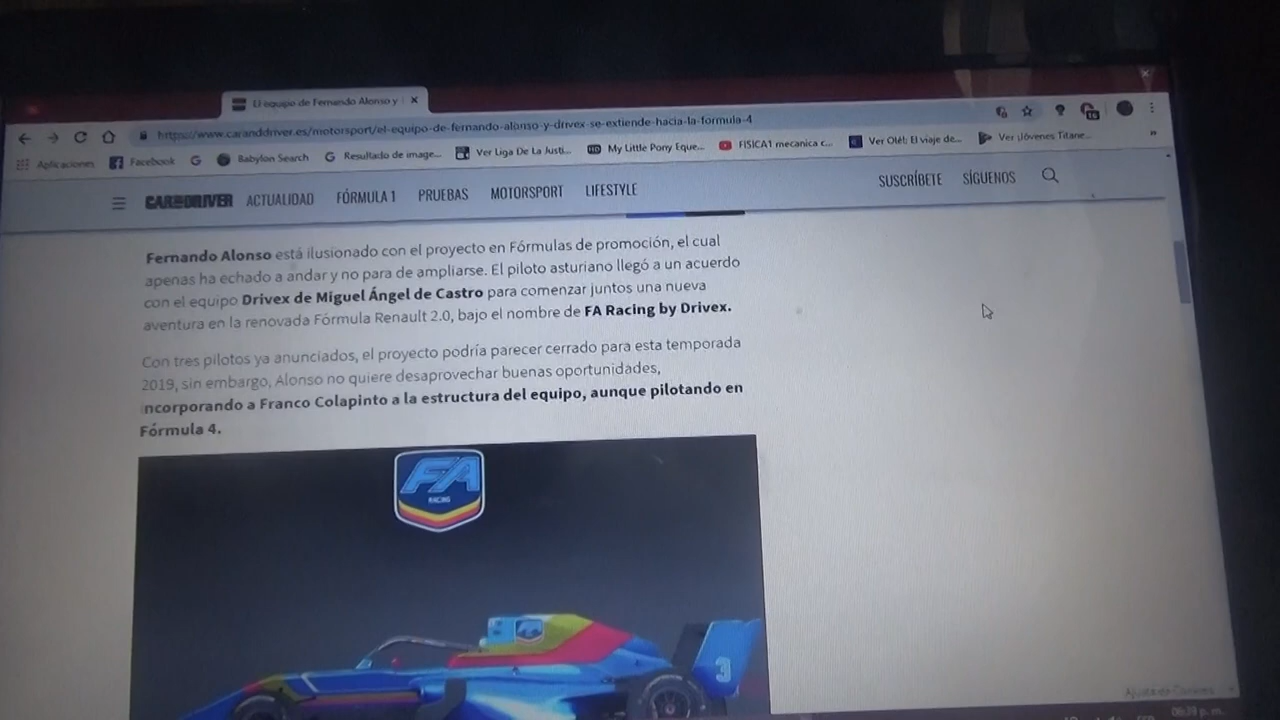 El equipo de Fernando Alonso y
https://www.caranddriver.es/motorsport/el-equipo-de-fernando-alonso-y-drivex-se-extiende-hacia-la-formula-4
Aplicaciones Facebook Babylon Search Resultado de image... Ver Liga De La Justi... My Little Pony Eque... FISICA1 mecanica c... Ver Olé!: El viaje de... Ver ¡Jóvenes Titane...
CAR AND DRIVER ACTUALIDAD FÓRMULA 1 PRUEBAS MOTORSPORT LIFESTYLE SUSCRÍBETE SÍGUENOS
Fernando Alonso está ilusionado con el proyecto en Fórmulas de promoción, el cual
apenas ha echado a andar y no para de ampliarse. El piloto asturiano llegó a un acuerdo
con el equipo Drivex de Miguel Ángel de Castro para comenzar juntos una nueva
aventura en la renovada Fórmula Renault 2.0, bajo el nombre de FA Racing by Drivex.
Con tres pilotos ya anunciados, el proyecto podría parecer cerrado para esta temporada
2019, sin embargo, Alonso no quiere desaprovechar buenas oportunidades,
ncorporando a Franco Colapinto a la estructura del equipo, aunque pilotando en
Fórmula 4.
FA
RACING
3
08:39 p. m.